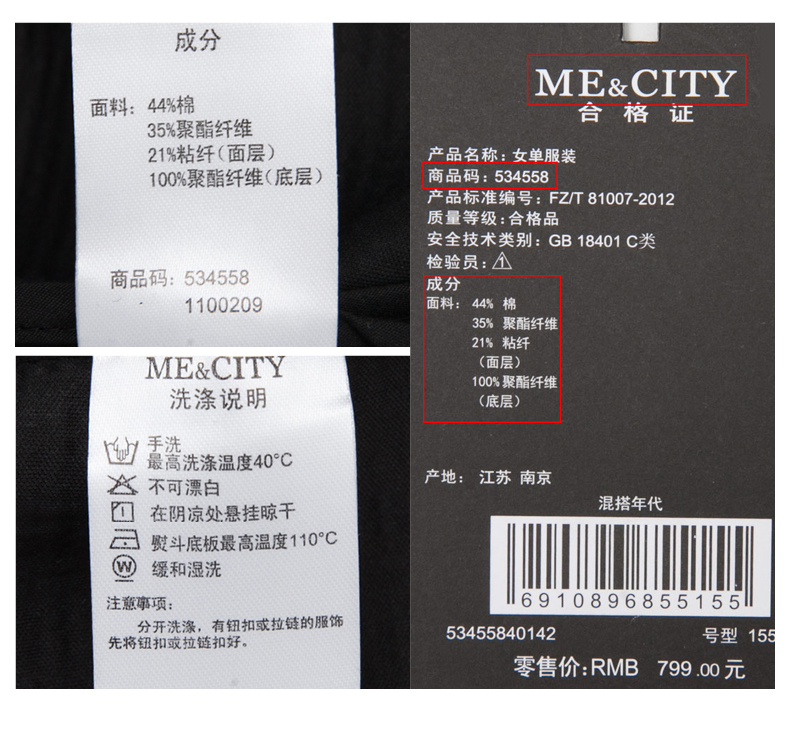 成分
面料：44%棉
35%聚酯纤维
21%粘纤（面层）
100%聚酯纤维（底层）
商品码：534558
1100209
ME&CITY
洗涤说明
手洗
最高洗涤温度40°C
不可漂白
在阴凉处悬挂晾干
熨斗底板最高温度110°C
W 缓和湿洗
注意事项：
分开洗涤，有钮扣或拉链的服饰
先将钮扣或拉链扣好。
ME&CITY
合格证
产品名称：女单服装
商品码：534558
产品标准编号：FZ/T 81007-2012
质量等级：合格品
安全技术类别：GB 18401 C类
检验员：1
成分
面料：44% 棉
35% 聚酯纤维
21% 粘纤
（面层）
100%聚酯纤维
（底层）
产地： 江苏 南京
混搭年代
6910896855155
53455840142 号型 155
零售价：RMB 799.00元